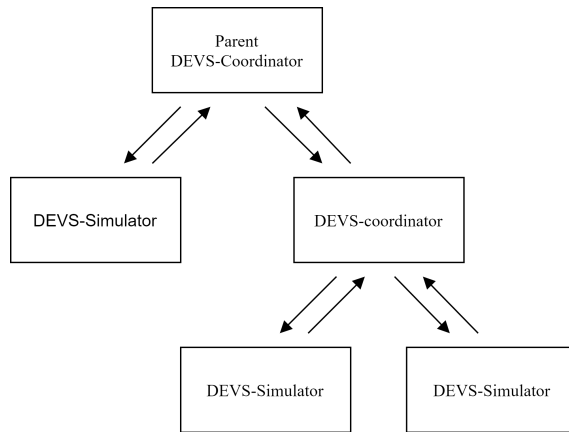 Parent
DEVS-Coordinator
DEVS-Simulator
DEVS-coordinator
DEVS-Simulator
DEVS-Simulator